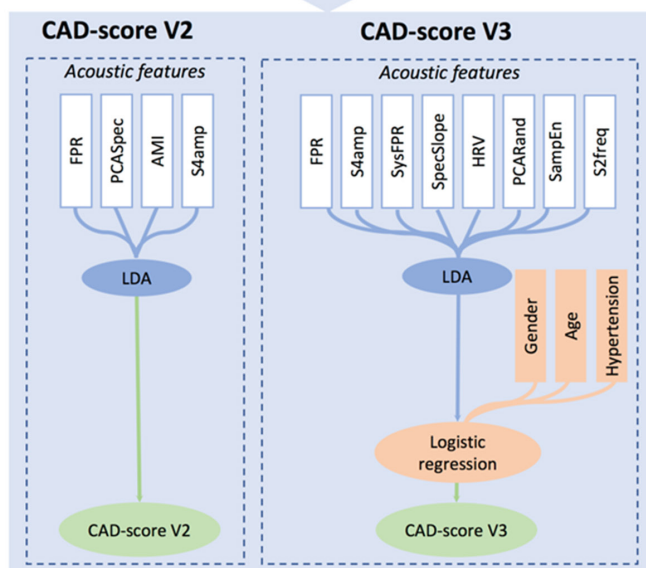 CAD-score V2
Acoustic features
FPR
PCASpec
AMI
S4amp
LDA
CAD-score V2
CAD-score V3
Acoustic features
FPR
S4amp
SysFPR
SpecSlope
HRV
PCARand
SampEn
S2freq
LDA
Gender
Age
Hypertension
Logistic
regression
CAD-score V3